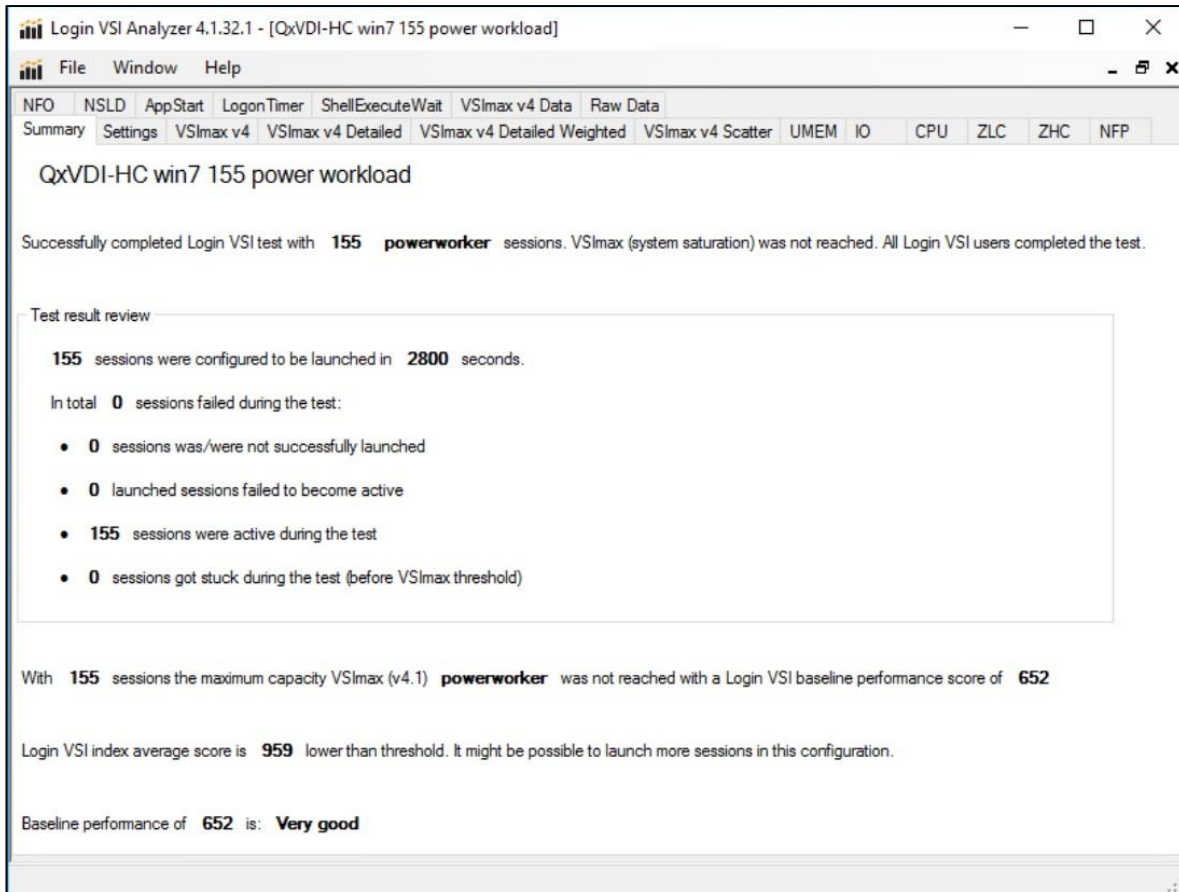 Login VSI Analyzer 4.1.32.1 - [QxVDI-HC win7 155 power workload]
File Window Help
NFO NSLD AppStart LogonTimer ShellExecuteWait VSImax v4 Data Raw Data
Summary Settings VSImax v4 VSImax v4 Detailed VSImax v4 Detailed Weighted VSImax v4 Scatter UMEM IO CPU ZLC ZHC NFP
QxVDI-HC win7 155 power workload
Successfully completed Login VSI test with 155 powerworker sessions. VSImax (system saturation) was not reached. All Login VSI users completed the test.
Test result review
155 sessions were configured to be launched in 2800 seconds.
In total 0 sessions failed during the test:
• 0 sessions was/were not successfully launched
• 0 launched sessions failed to become active
• 155 sessions were active during the test
• 0 sessions got stuck during the test (before VSImax threshold)
With 155 sessions the maximum capacity VSImax (v4.1) powerworker was not reached with a Login VSI baseline performance score of 652
Login VSI index average score is 959 lower than threshold. It might be possible to launch more sessions in this configuration.
Baseline performance of 652 is: Very good